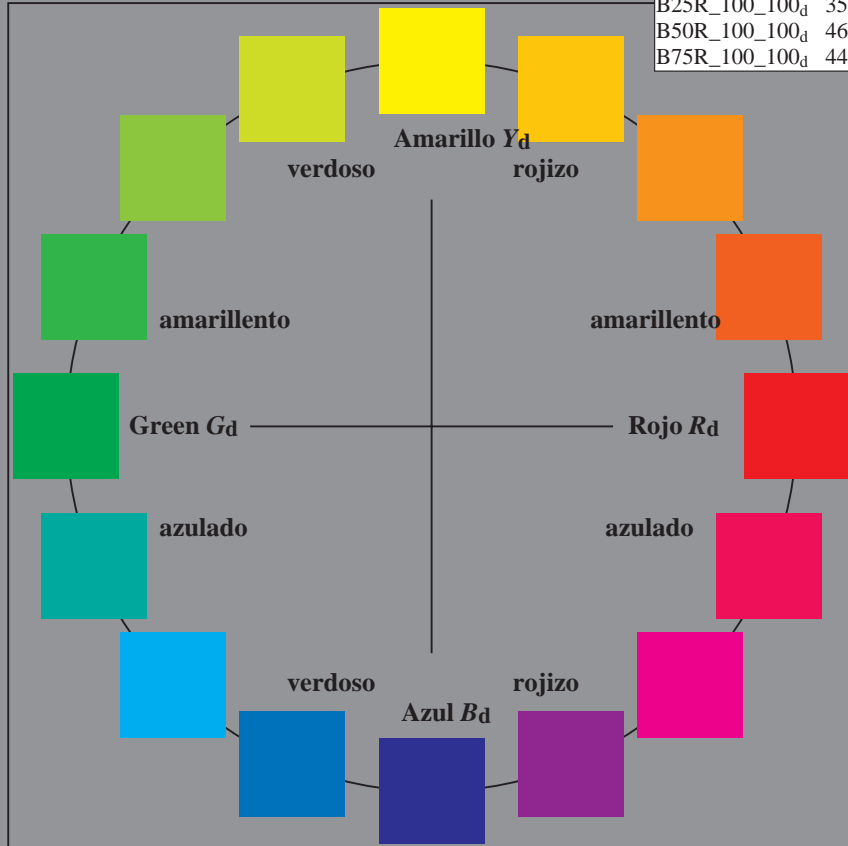 B25R_100_100d 35
B50R_100_100d 46
B75R_100_100d 44
Amarillo Yd
verdoso rojizo
amarillento amarillento
Green Gd Rojo Rd
azulado azulado
verdoso rojizo
Azul Bd